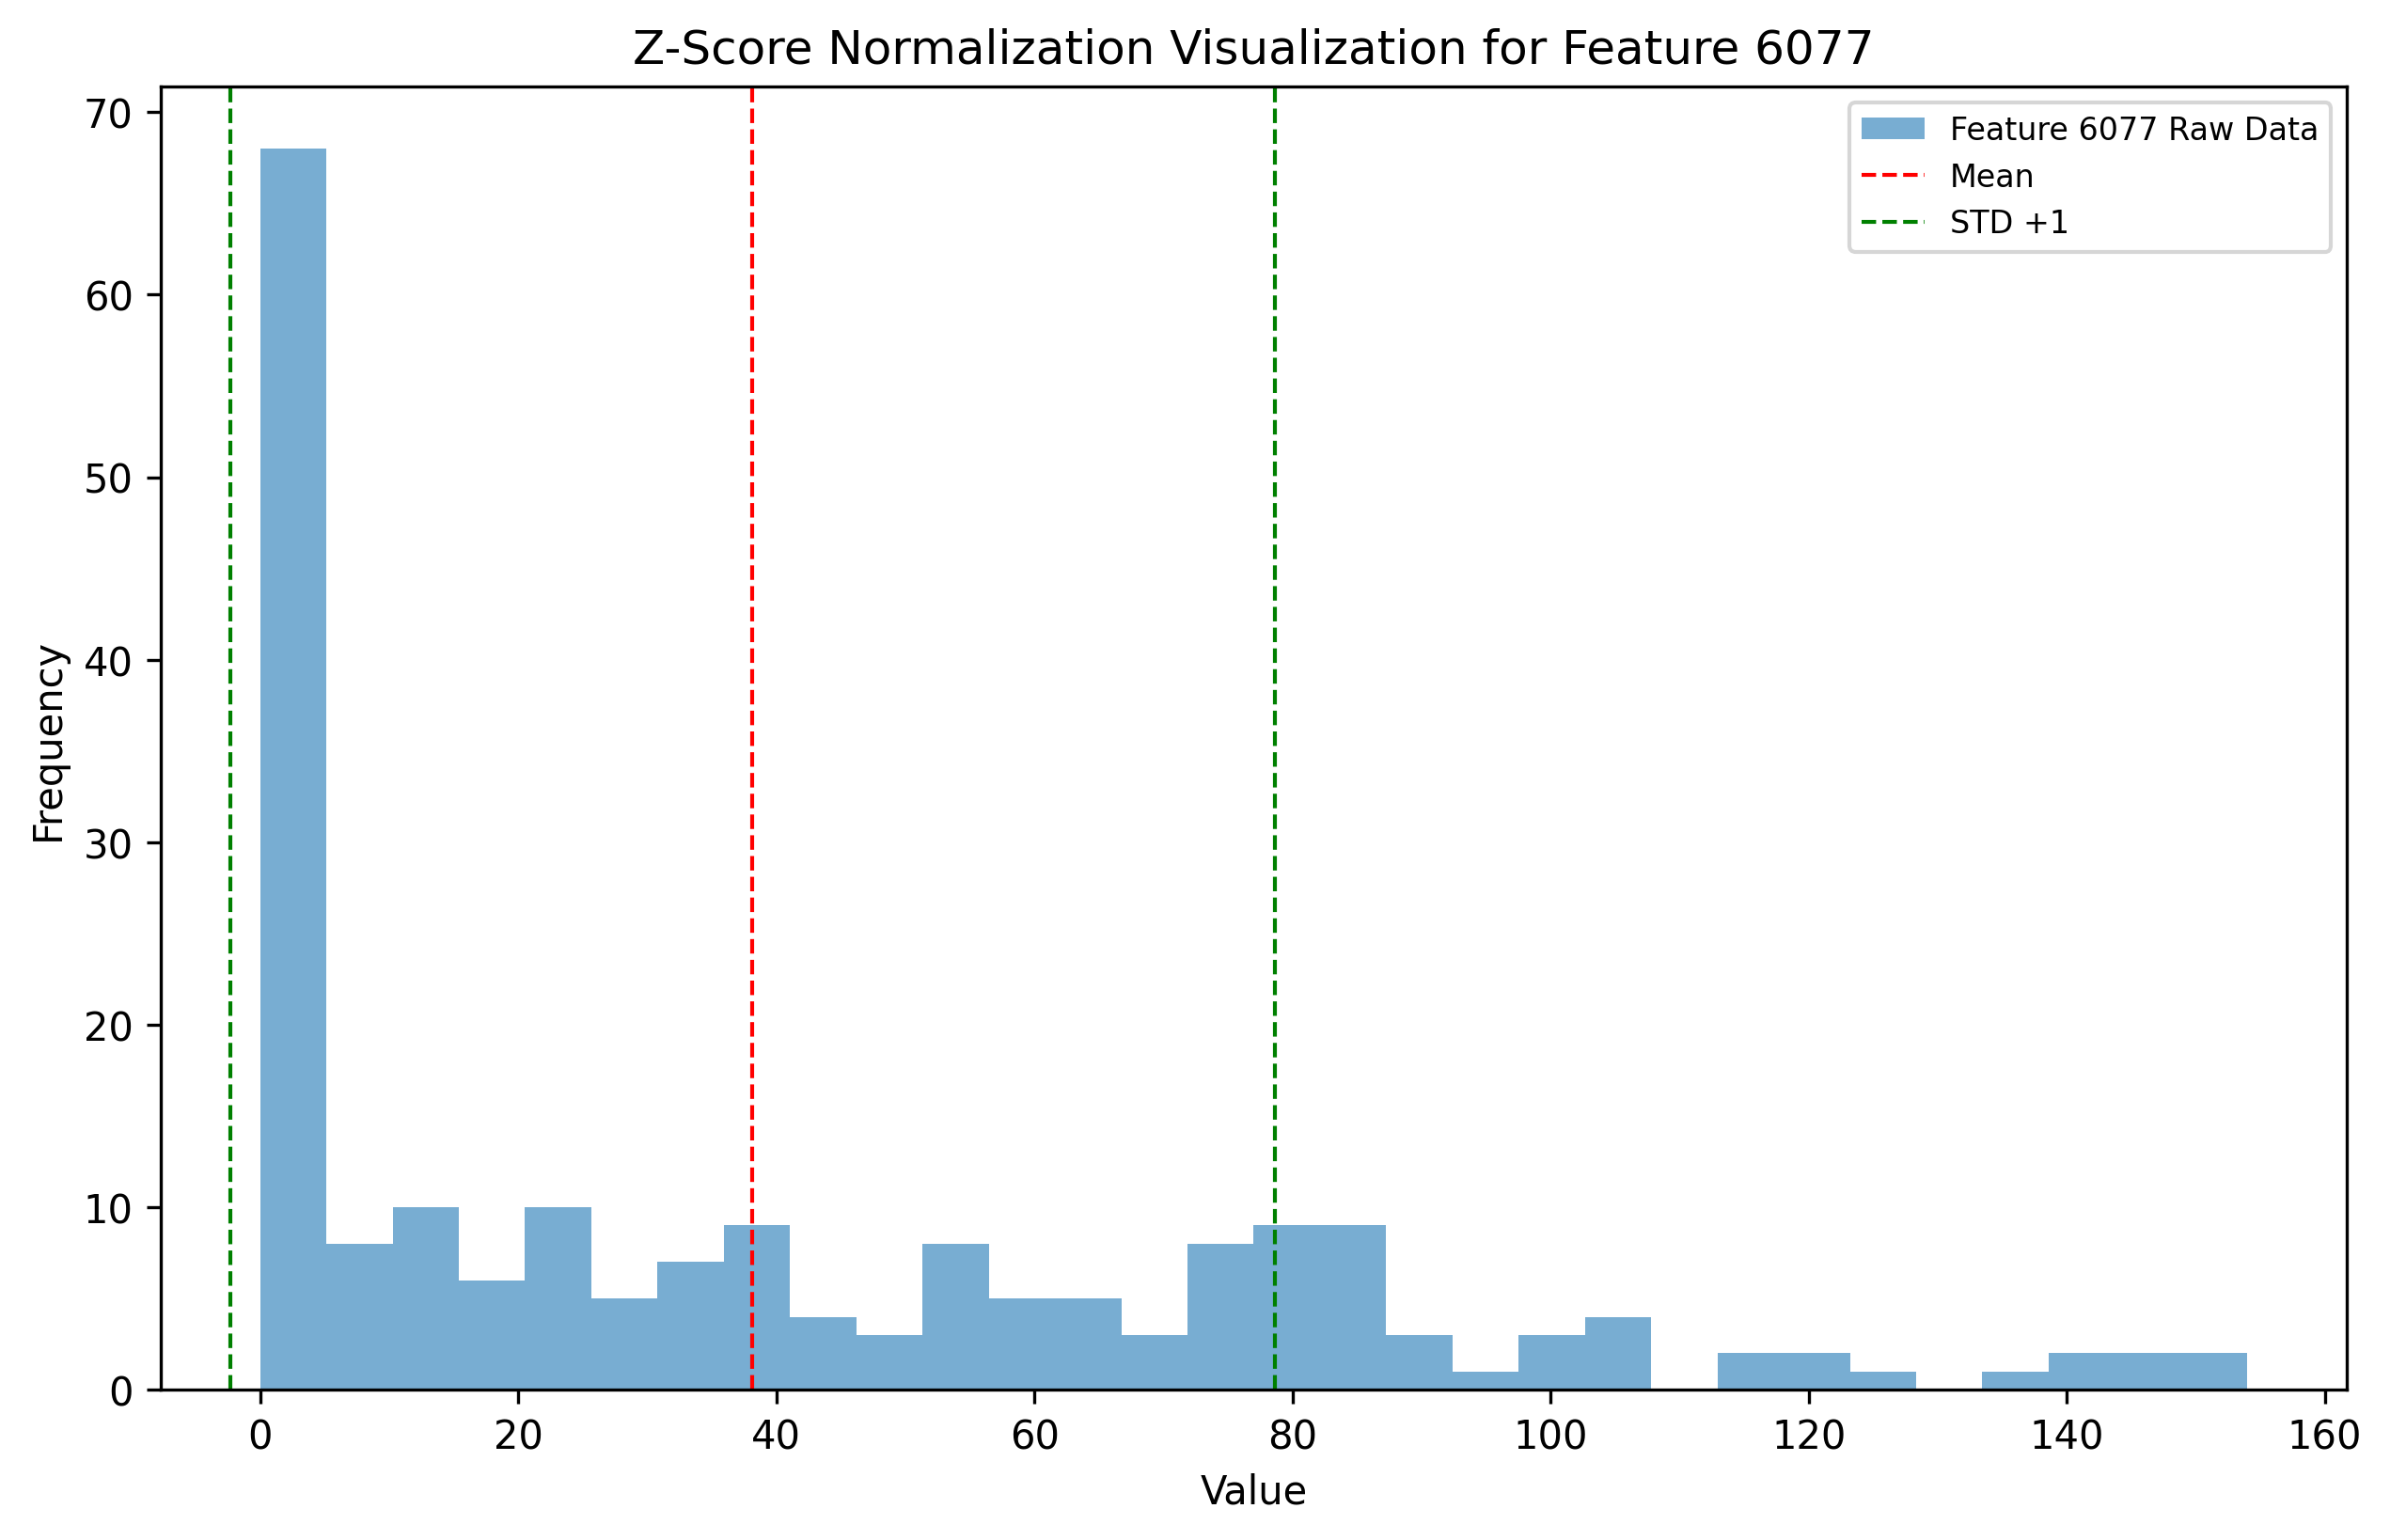 Z-Score Normalization Visualization for Feature 6077
Feature 6077 Raw Data
Mean
STD +1
70
60
50
40
30
20
10
0
Frequency
0 20 40 60 80 100 120 140 160
Value